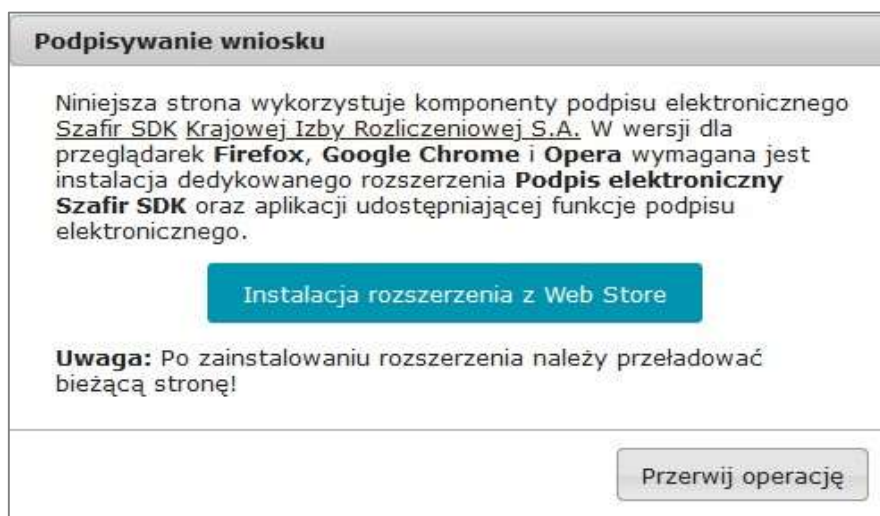 Podpisywanie wniosku
Niniejsza strona wykorzystuje komponenty podpisu elektronicznego
Szafir SDK Krajowej Izby Rozliczeniowej S.A. W wersji dla
przeglądarek Firefox, Google Chrome i Opera wymagana jest
instalacja dedykowanego rozszerzenia Podpis elektroniczny
Szafir SDK oraz aplikacji udostępniającej funkcje podpisu
elektronicznego.
Instalacja rozszerzenia z Web Store
Uwaga: Po zainstalowaniu rozszerzenia należy przeładować
bieżącą stronę!
Przerwij operację